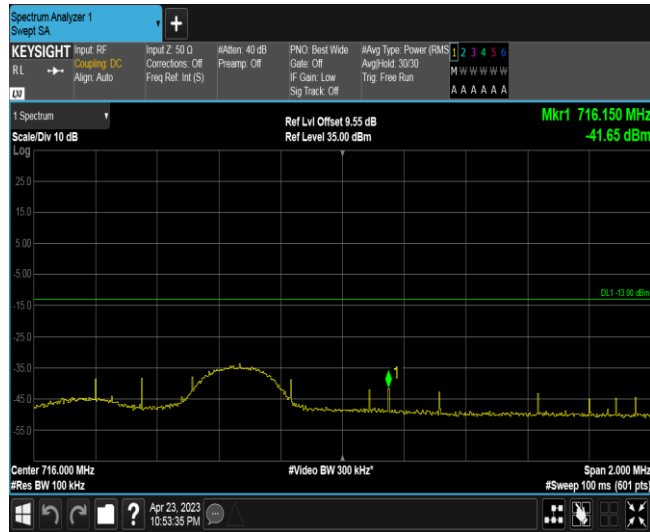 Spectrum Analyzer 1
Swept SA
+
KEYSIGHT
RL
LXI
Input: RF
Coupling: DC
Align: Auto
Input Z: 50 Ω
Corrections: Off
Freq Ref: Int (S)
#Atten: 40 dB
Preamp: Off
PNO: Best Wide
Gate: Off
IF Gain: Low
Sig Track: Off
#Avg Type: Power (RMS
Avg|Hold: 30/30
Trig: Free Run
1 2 3 4 5 6
M W W W W W
A A A A A A
1 Spectrum
Scale/Div 10 dB
Ref Lvl Offset 9.55 dB
Ref Level 35.00 dBm
Mkr1 716.150 MHz
-41.65 dBm
Log
25.0
15.0
5.00
-5.00
DL1 -13.00 dBm
-15.0
-25.0
-35.0
1
-45.0
-55.0
Center 716.000 MHz
#Video BW 300 kHz*
Span 2.000 MHz
#Res BW 100 kHz
#Sweep 100 ms (601 pts)
?
Apr 23, 2023
10:53:35 PM